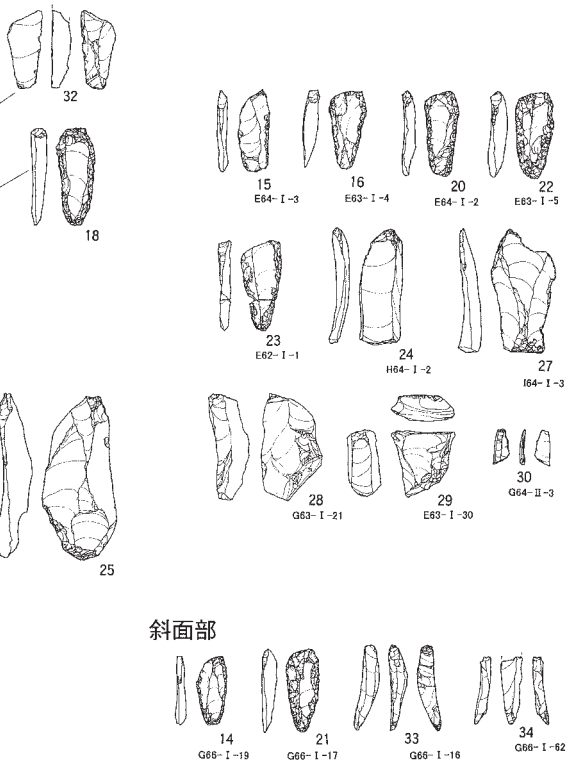 32
18
15
E64-Ⅰ-3
16
E63-Ⅰ-4
20
E64-Ⅰ-2
22
E63-Ⅰ-5
23
E62-Ⅰ-1
24
H64-Ⅰ-2
27
I64-Ⅰ-3
25
28
G63-Ⅰ-21
29
E63-Ⅰ-30
30
G64-Ⅱ-3
斜面部
14
G66-Ⅰ-19
21
G66-Ⅰ-17
33
G66-Ⅰ-16
34
G66-Ⅰ-62